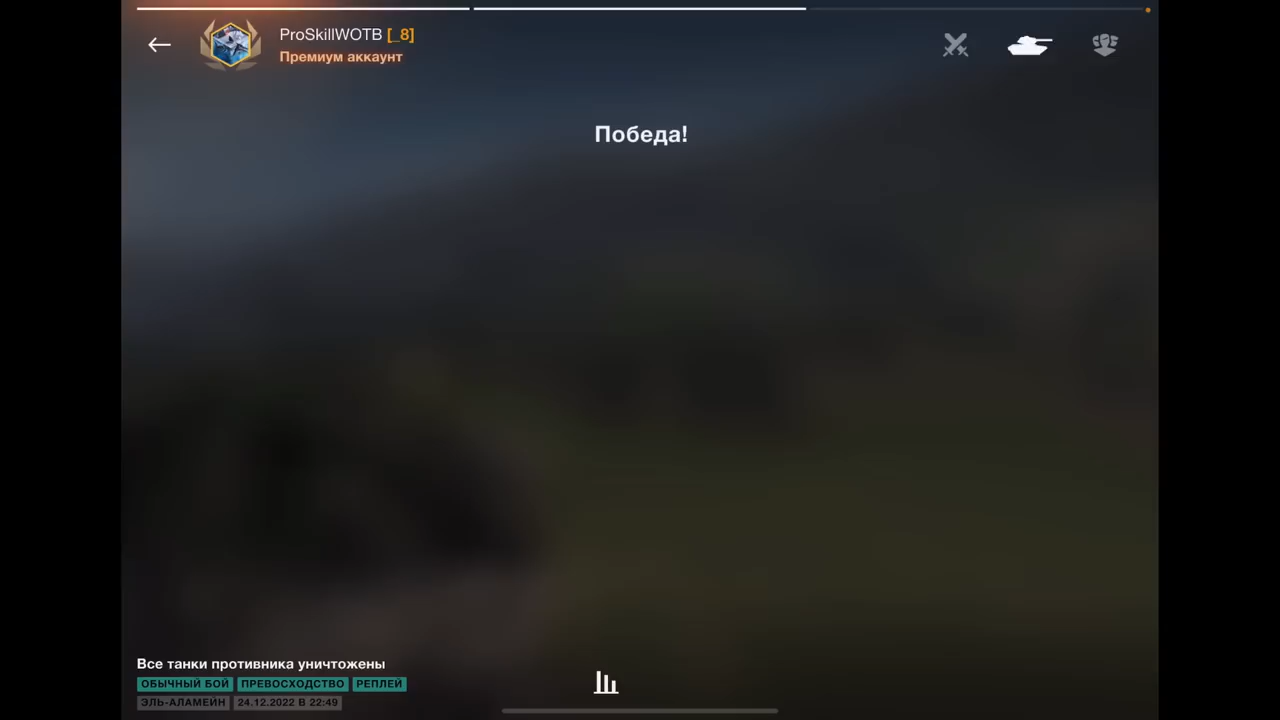 ProSkillWOTB [_8]
Премиум аккаунт
Победа!
Все танки противника уничтожены
ОБЫЧНЫЙ БОЙ ПРЕВОСХОДСТВО РЕПЛЕЙ
ЭЛЬ-АЛАМЕЙН 24.12.2022 В 22:49